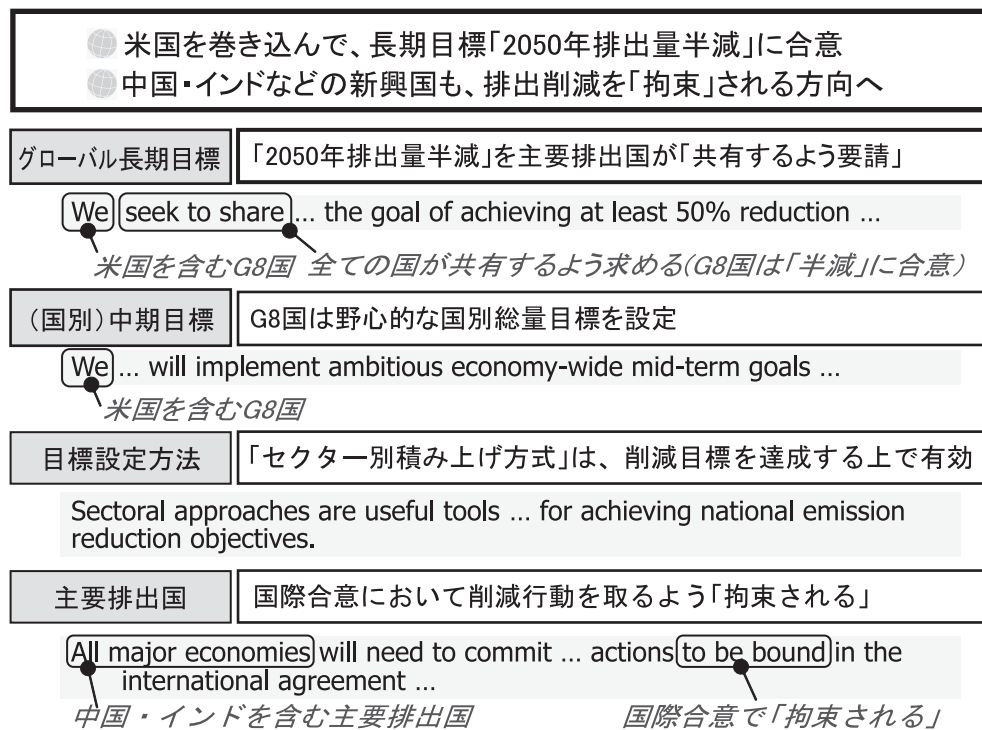 米国を巻き込んで、長期目標「2050年排出量半減」に合意
中国・インドなどの新興国も、排出削減を「拘束」される方向へ
グローバル長期目標
「2050年排出量半減」を主要排出国が「共有するよう要請」
We seek to share ... the goal of achieving at least 50% reduction ...
米国を含むG8国 全ての国が共有するよう求める(G8国は「半減」に合意)
(国別)中期目標
G8国は野心的な国別総量目標を設定
We ... will implement ambitious economy-wide mid-term goals ...
米国を含むG8国
目標設定方法
「セクター別積み上げ方式」は、削減目標を達成する上で有効
Sectoral approaches are useful tools ... for achieving national emission
reduction objectives.
主要排出国
国際合意において削減行動を取るよう「拘束される」
All major economies will need to commit ... actions to be bound in the
international agreement ...
中国・インドを含む主要排出国
国際合意で「拘束される」